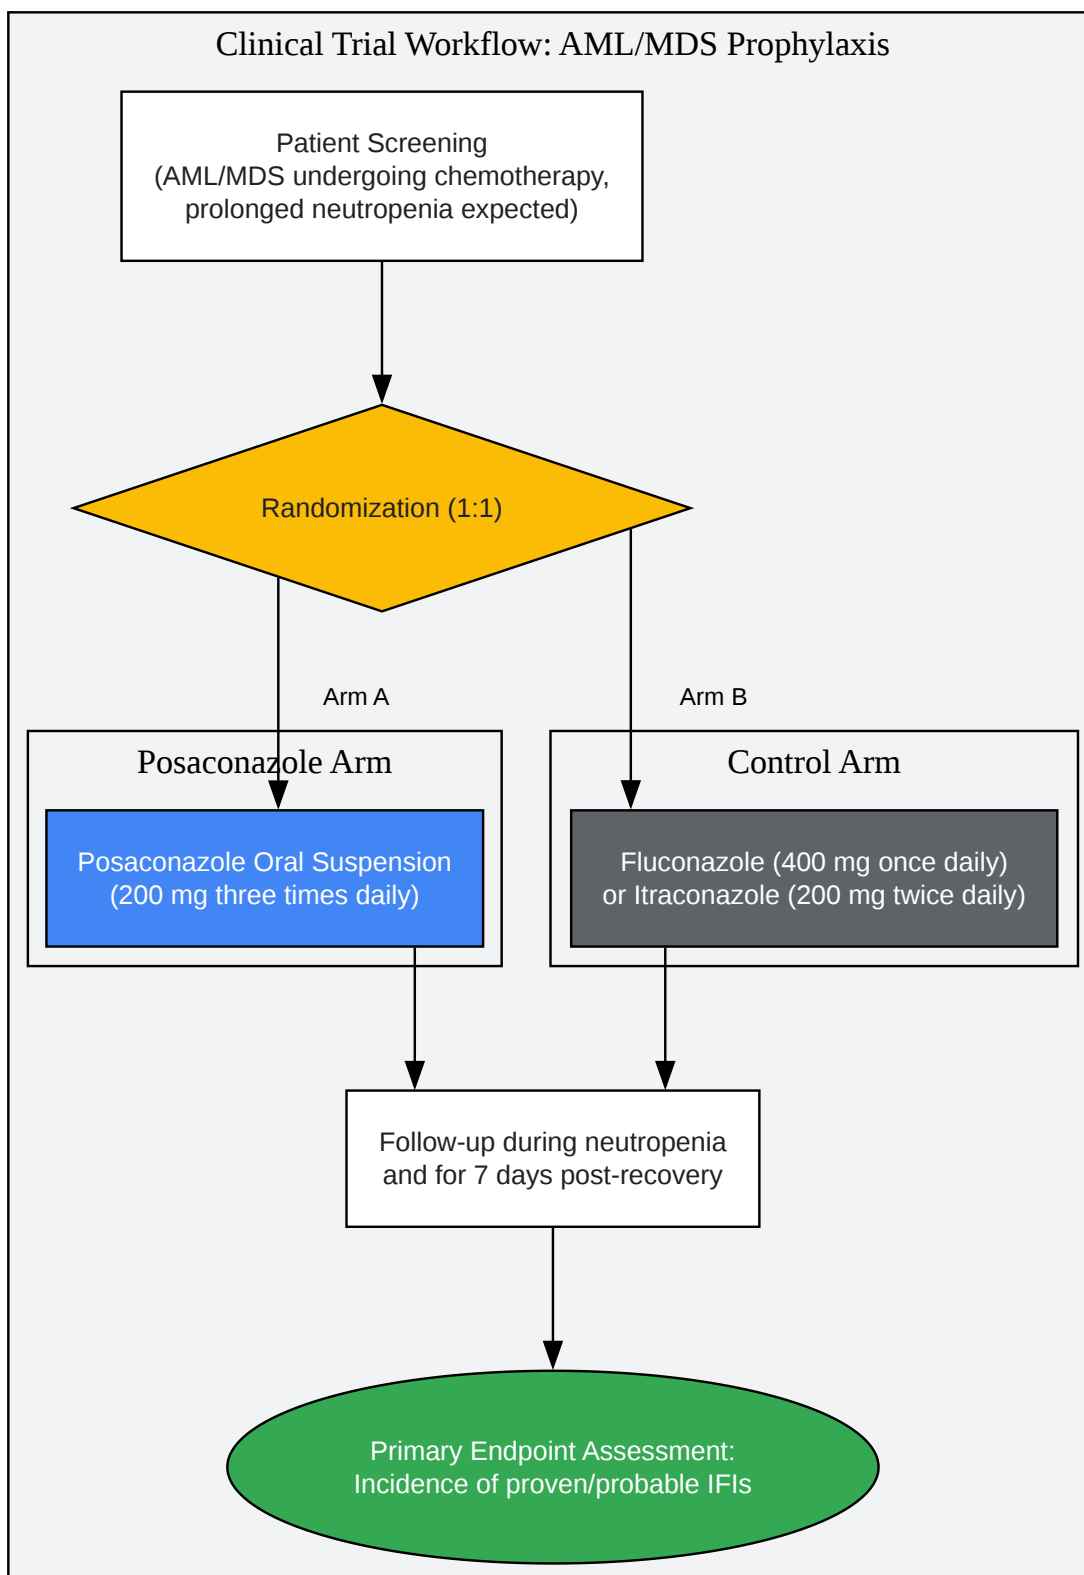 Clinical Trial Workflow: AML/MDS Prophylaxis
Patient Screening
(AML/MDS undergoing chemotherapy,
prolonged neutropenia expected)
Randomization (1:1)
Arm A
Arm B
Posaconazole Arm
Control Arm
Posaconazole Oral Suspension
(200 mg three times daily)
Fluconazole (400 mg once daily)
or Itraconazole (200 mg twice daily)
Follow-up during neutropenia
and for 7 days post-recovery
Primary Endpoint Assessment:
Incidence of proven/probable IFIs